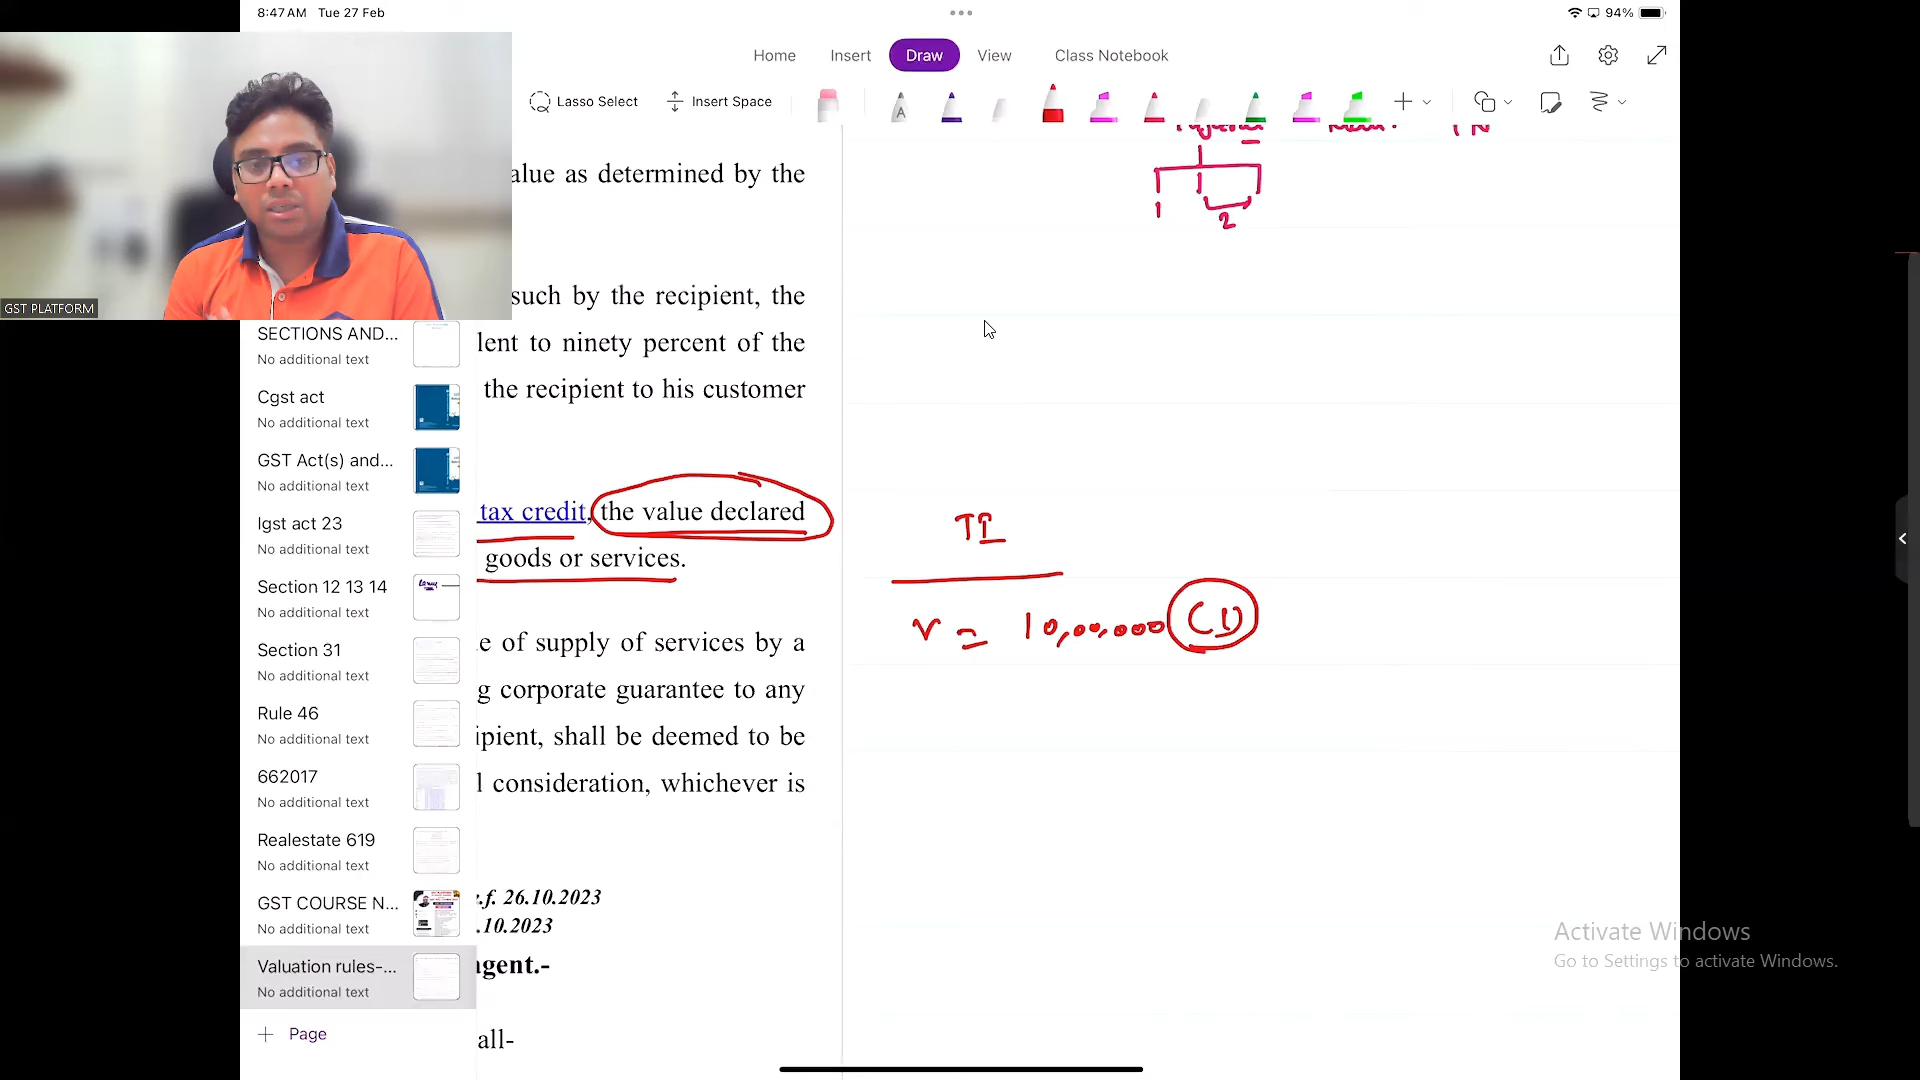 8:47 AM Tue 27 Feb
94%
Home Insert Draw View Class Notebook
Lasso Select Insert Space
A
GST PLATFORM
SECTIONS AND...
No additional text
Cgst act
No additional text
GST Act(s) and...
No additional text
Igst act 23
No additional text
Section 12 13 14
No additional text
Section 31
No additional text
Rule 46
No additional text
662017
No additional text
Realestate 619
No additional text
GST COURSE N...
No additional text
Valuation rules-...
No additional text
Page
alue as determined by the
such by the recipient, the
lent to ninety percent of the
the recipient to his customer
tax credit, the value declared
goods or services.
e of supply of services by a
g corporate guarantee to any
ipient, shall be deemed to be
l consideration, whichever is
.f. 26.10.2023
.10.2023
agent.-
all-
1 2
TI
v = 10,00,000 (1)
Activate Windows
Go to Settings to activate Windows.